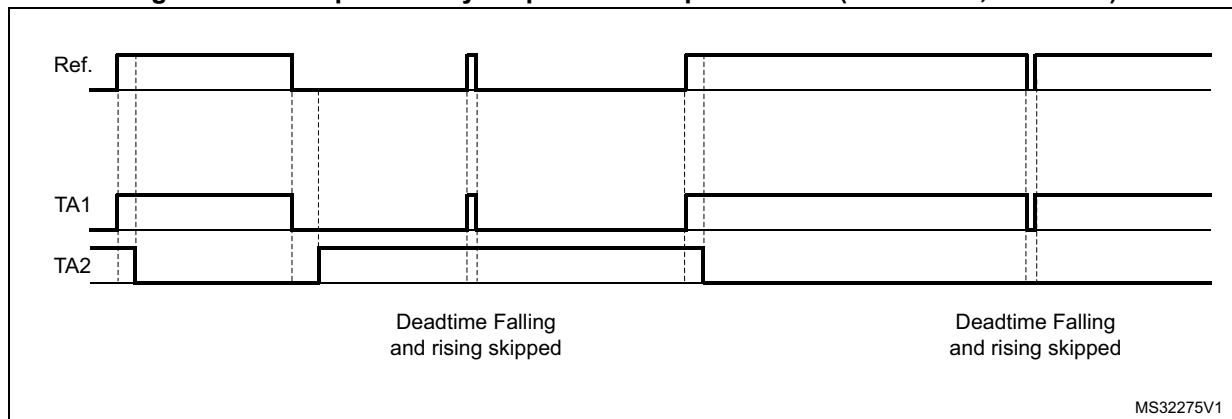 Ref.
TA1
TA2
Deadtime Falling
and rising skipped
Deadtime Falling
and rising skipped
MS32275V1